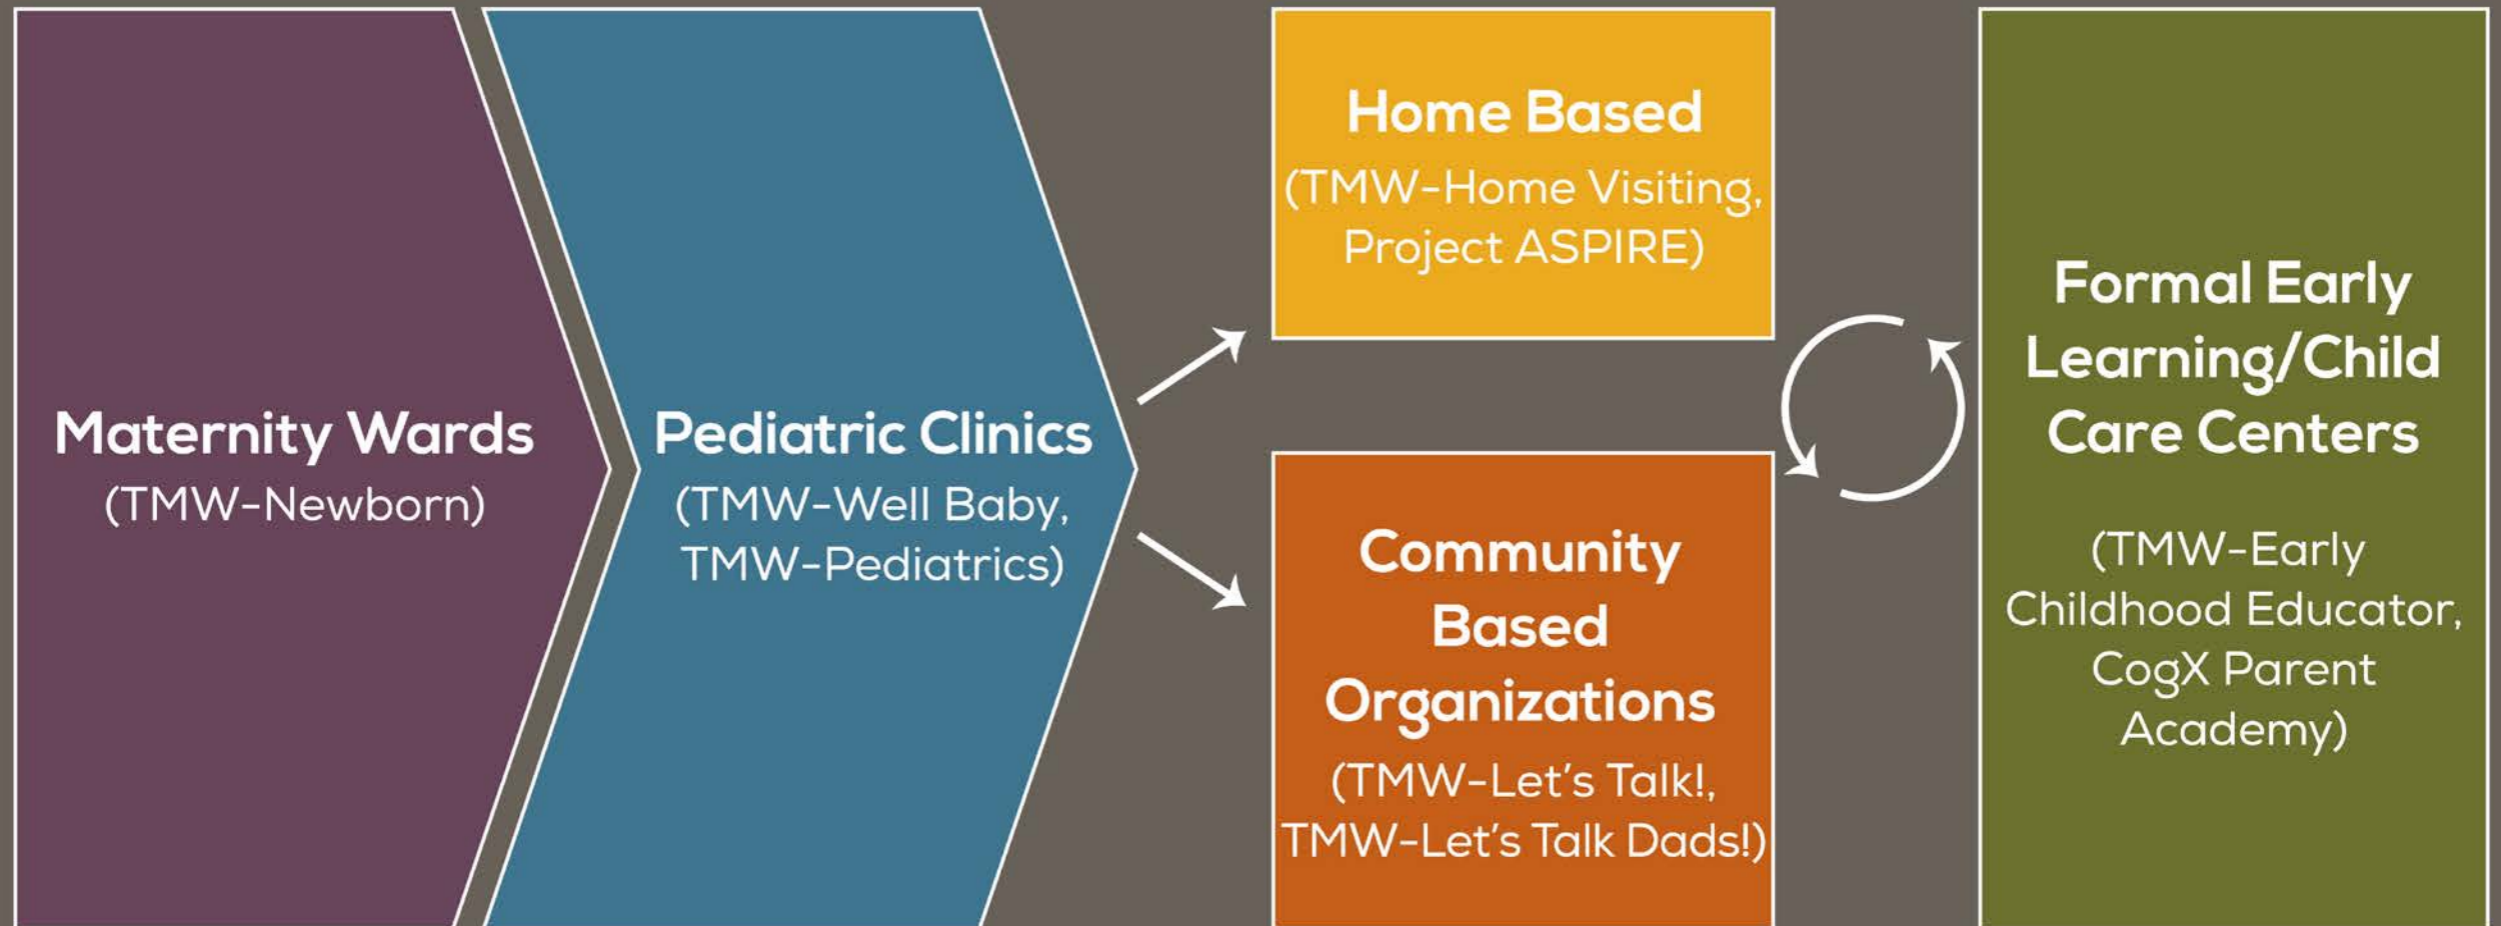 Maternity Wards
(TMW-Newborn)
Pediatric Clinics
(TMW-Well Baby,
TMW-Pediatrics)
Home Based
(TMW-Home Visiting,
Project ASPIRE)
Community
Based
Organizations
(TMW-Let's Talk!,
TMW-Let's Talk Dads!)
Formal Early
Learning/Child
Care Centers
(TMW-Early
Childhood Educator,
CogX Parent
Academy)